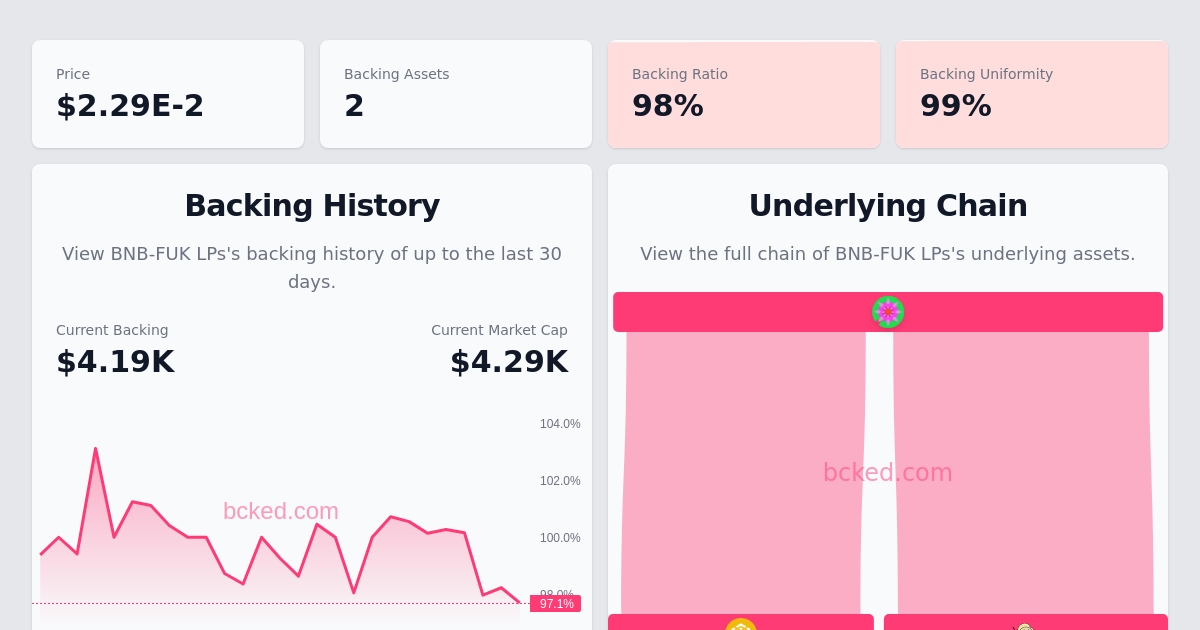 Price
$2.29E-2
Backing Assets
2
Backing Ratio
98%
Backing Uniformity
99%
Backing History
View BNB-FUK LPs's backing history of up to the last 30
days.
Current Backing
$4.19K
Current Market Cap
$4.29K
104.0%
102.0%
100.0%
98.0%
97.1%
bcked.com
Underlying Chain
View the full chain of BNB-FUK LPs's underlying assets.
bcked.com